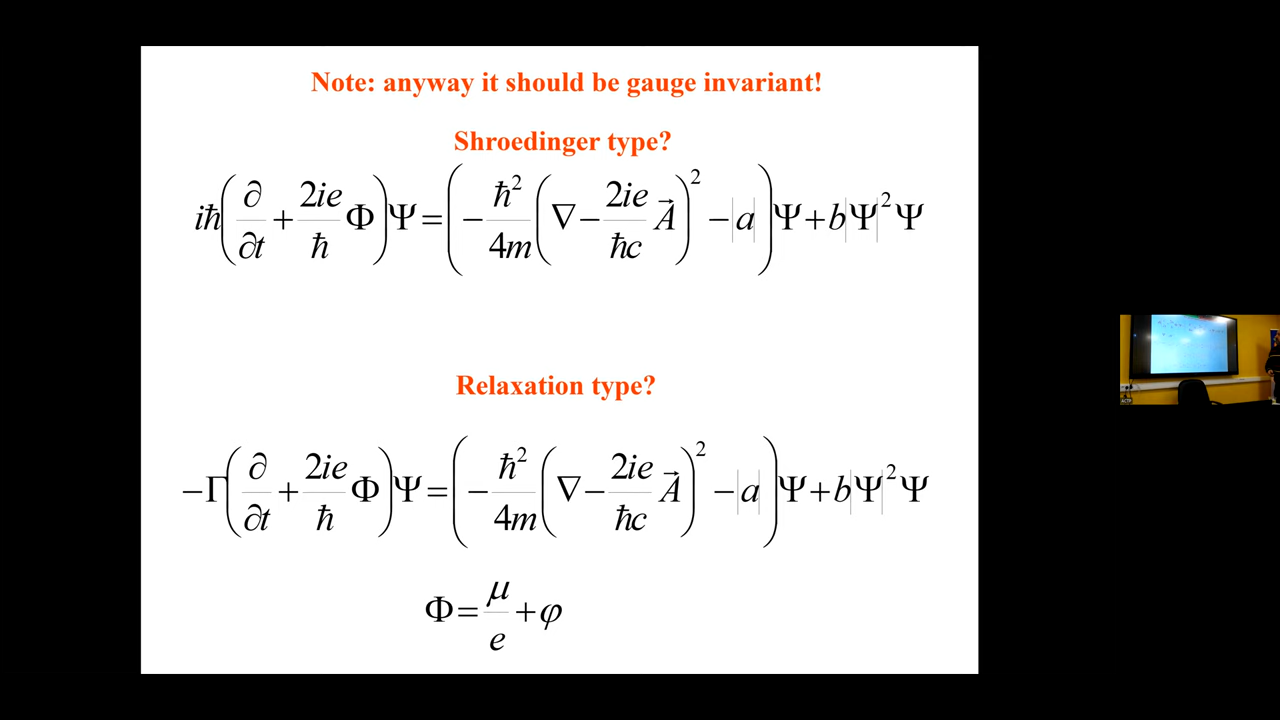 Note: anyway it should be gauge invariant!
Shroedinger type?
iħ(∂/∂t + 2ie/ħ Φ)Ψ = (−ħ²/4m (∇ − 2ie/ħc A⃗)² − |a|)Ψ + b|Ψ|²Ψ
Relaxation type?
−Γ(∂/∂t + 2ie/ħ Φ)Ψ = (−ħ²/4m (∇ − 2ie/ħc A⃗)² − |a|)Ψ + b|Ψ|²Ψ
Φ = μ/e + φ